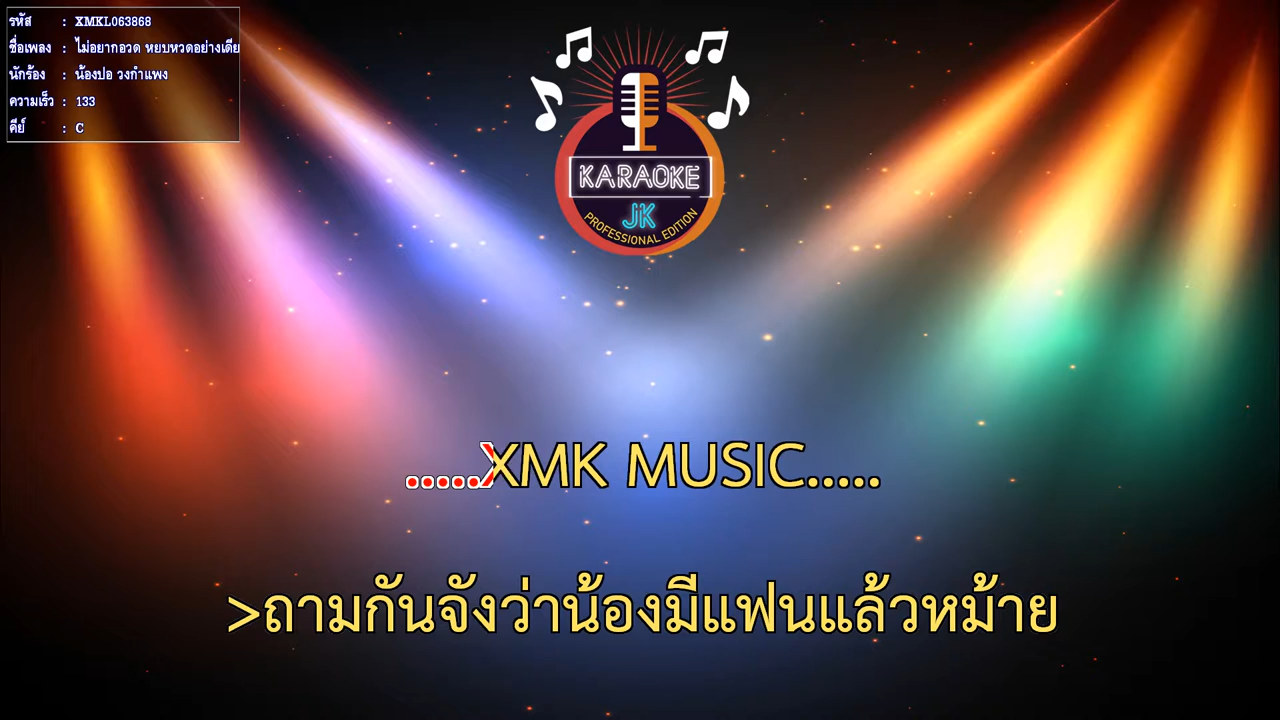 รหัส : XMKL063868
ชื่อเพลง : ไม่อยากอวด หยบหวดอย่างเดีย
นักร้อง : น้องปอ วงกำแพง
ความเร็ว : 133
คีย์ : C
KARAOKE
JK
PROFESSIONAL EDITION
.....XMK MUSIC.....
>ถามกันจังว่าน้องมีแฟนแล้วหม้าย